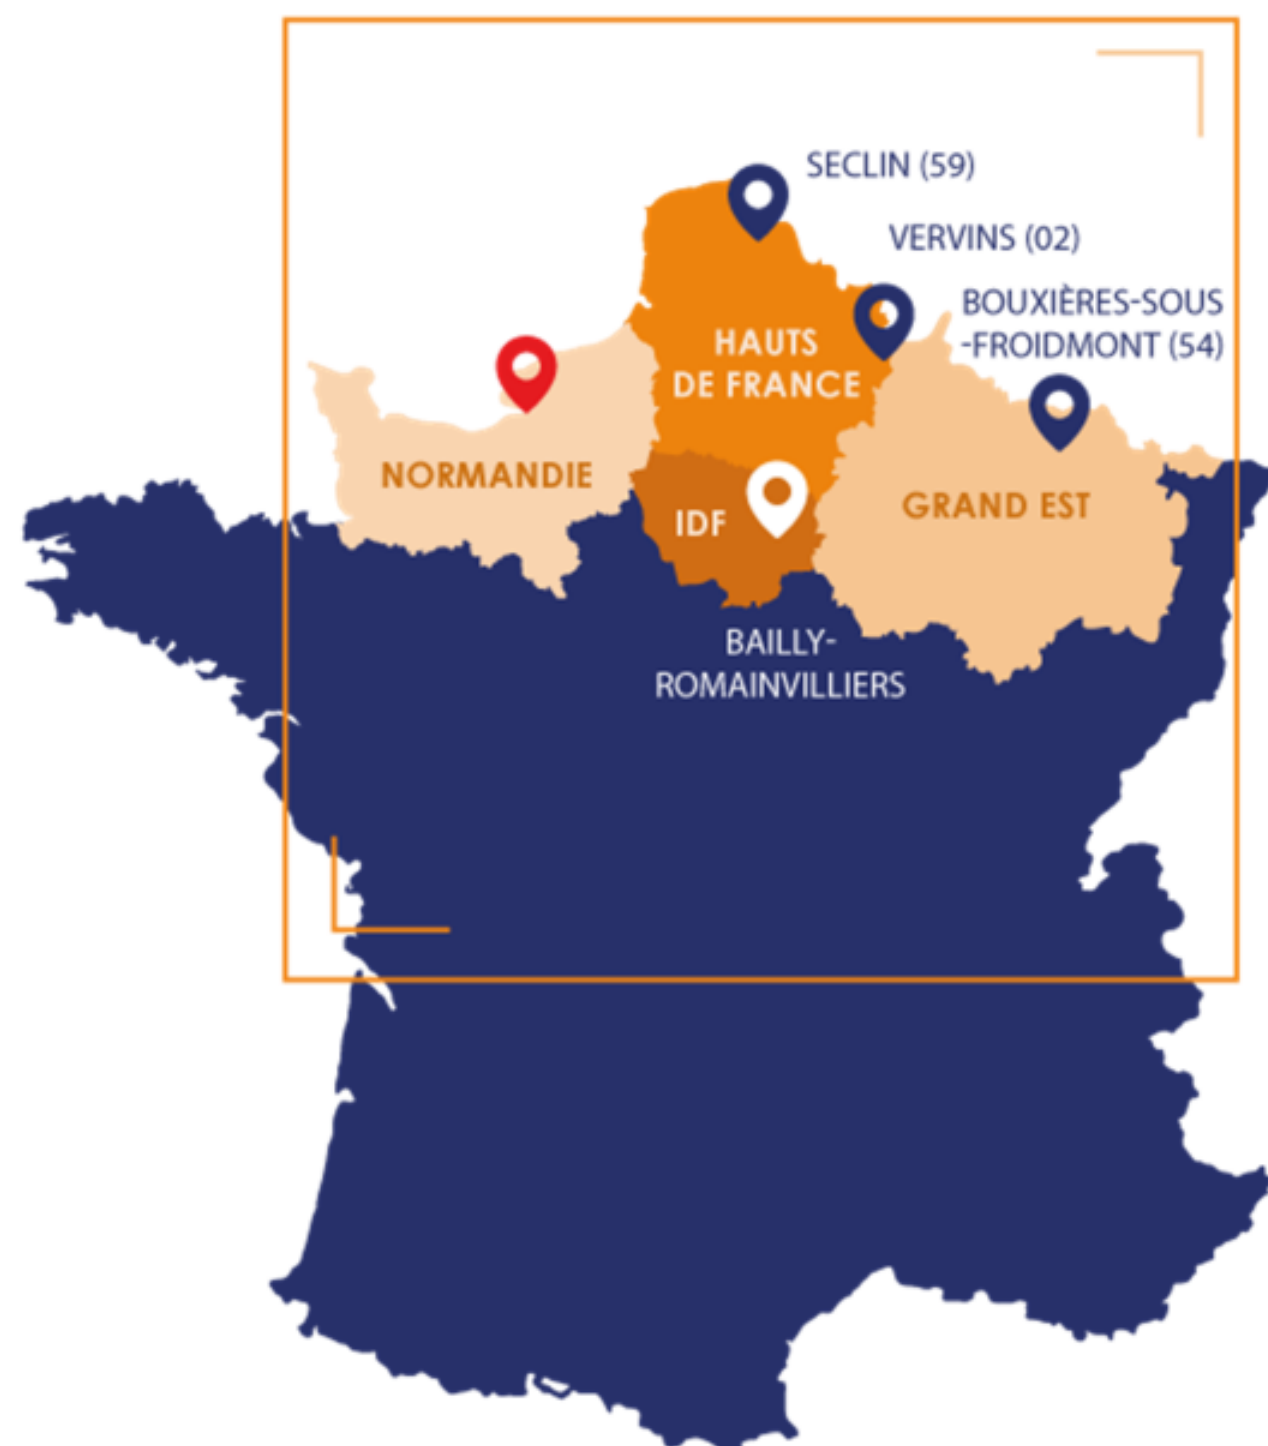 SECLIN (59)
VERVINS (02)
BOUXIÈRES-SOUS
-FROIDMONT (54)
HAUTS
DE FRANCE
NORMANDIE
IDF
GRAND EST
BAILLY-
ROMAINVILLIERS